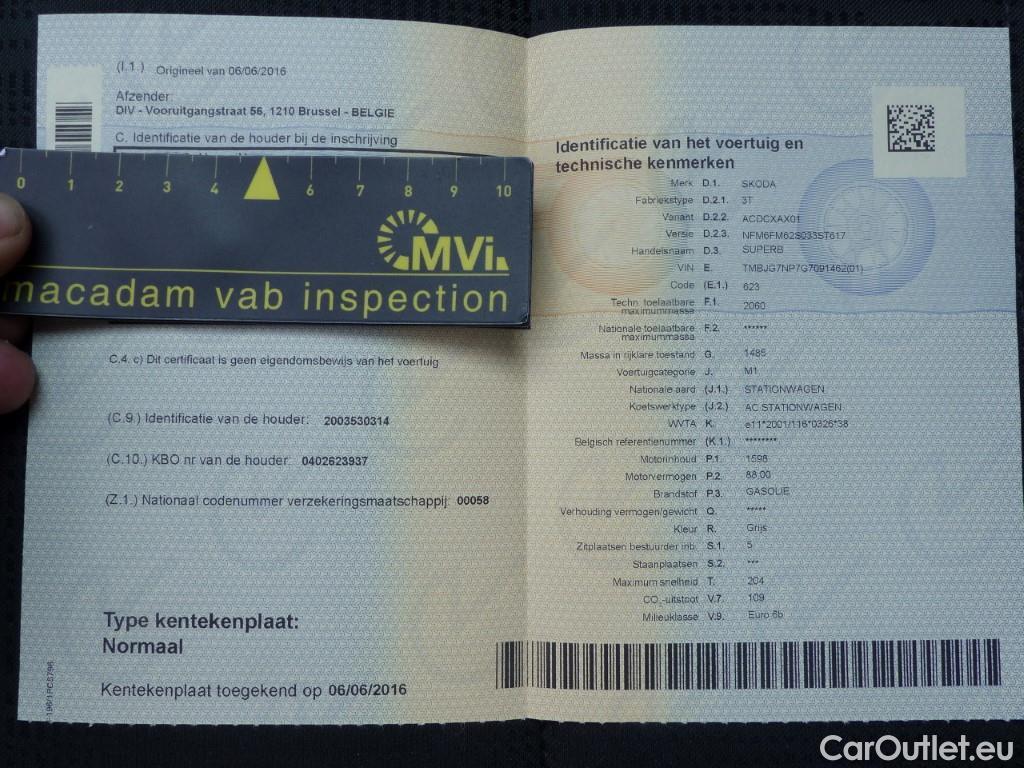 (I.1.) Origineel van 06/06/2016
Afzender:
DIV - Vooruitgangstraat 56, 1210 Brussel - BELGIE
C. Identificatie van de houder bij de inschrijving
0 1 2 3 4 6 7 8 9 10
MVi
macadam vab inspection
C.4. c) Dit certificaat is geen eigendomsbewijs van het voertuig
(C.9.) Identificatie van de houder: 2003530314
(C.10.) KBO nr van de houder: 0402623937
(Z.1.) Nationaal codenummer verzekeringsmaatschappij: 00058
Type kentekenplaat:
Normaal
Kentekenplaat toegekend op 06/06/2016
Identificatie van het voertuig en
technische kenmerken
Merk D.1. SKODA
Fabriekstype D.2.1. 3T
Variant D.2.2. ACDCXAX01
Versie D.2.3. NFM6FM62S033ST617
Handelsnaam D.3. SUPERB
VIN E. TMBJG7NP7G7091462(01)
Code (E.1.) 623
Techn. toelaatbare F.1. 2060
maximummassa
Nationale toelaatbare F.2. ******
maximummassa
Massa in rijklare toestand G. 1485
Voertuigcategorie J. M1
Nationale aard (J.1.) STATIONWAGEN
Koetswerktype (J.2.) AC STATIONWAGEN
WVTA K. e11*2001/116*0326*38
Belgisch referentienummer (K.1.) ********
Motorinhoud P.1. 1598
Motorvermogen P.2. 88,00
Brandstof P.3. GASOLIE
Verhouding vermogen/gewicht Q. *****
Kleur R. Grijs
Zitplaatsen bestuurder inb. S.1. 5
Staanplaatsen S.2. ***
Maximum snelheid T. 204
CO₂-uitstoot V.7. 109
Milieuklasse V.9. Euro 6b
CarOutlet.eu